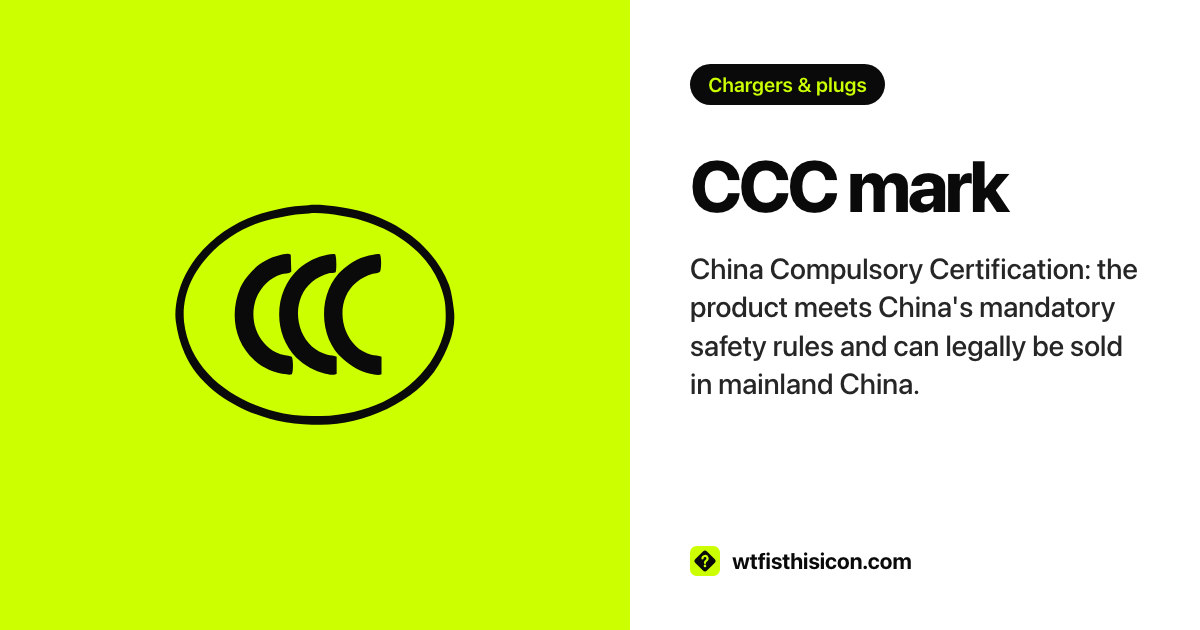 CCC
Chargers & plugs
CCC mark
China Compulsory Certification: the
product meets China's mandatory
safety rules and can legally be sold
in mainland China.
?
wtfisthisicon.com